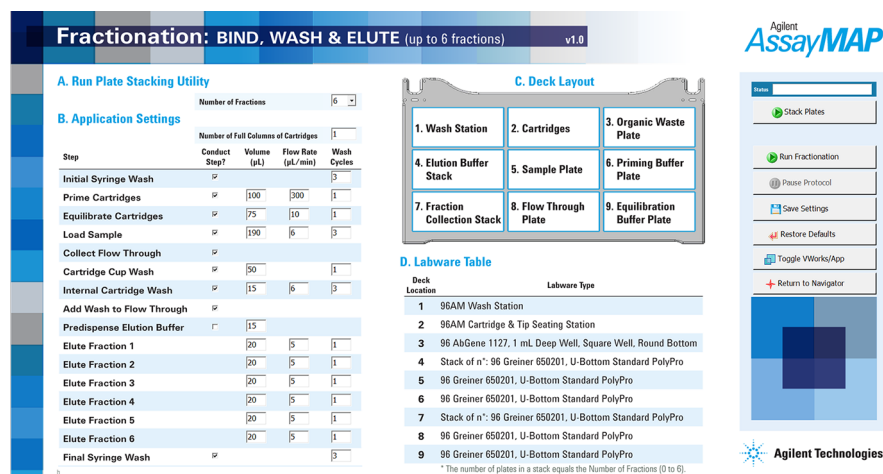 Fractionation: BIND, WASH & ELUTE (up to 6 fractions) v1.0
Agilent
AssayMAP
A. Run Plate Stacking Utility
Number of Fractions 6
B. Application Settings
Number of Full Columns of Cartridges 1
Step Conduct Step? Volume (µL) Flow Rate (µL/min) Wash Cycles
Initial Syringe Wash 3
Prime Cartridges 100 300 1
Equilibrate Cartridges 75 10 1
Load Sample 190 6 3
Collect Flow Through
Cartridge Cup Wash 50 1
Internal Cartridge Wash 15 6 3
Add Wash to Flow Through
Predispense Elution Buffer 15
Elute Fraction 1 20 5 1
Elute Fraction 2 20 5 1
Elute Fraction 3 20 5 1
Elute Fraction 4 20 5 1
Elute Fraction 5 20 5 1
Elute Fraction 6 20 5 1
Final Syringe Wash 3
C. Deck Layout
1. Wash Station
2. Cartridges
3. Organic Waste
Plate
4. Elution Buffer
Stack
5. Sample Plate
6. Priming Buffer
Plate
7. Fraction
Collection Stack
8. Flow Through
Plate
9. Equilibration
Buffer Plate
D. Labware Table
Deck Location Labware Type
1 96AM Wash Station
2 96AM Cartridge & Tip Seating Station
3 96 AbGene 1127, 1 mL Deep Well, Square Well, Round Bottom
4 Stack of n*: 96 Greiner 650201, U-Bottom Standard PolyPro
5 96 Greiner 650201, U-Bottom Standard PolyPro
6 96 Greiner 650201, U-Bottom Standard PolyPro
7 Stack of n*: 96 Greiner 650201, U-Bottom Standard PolyPro
8 96 Greiner 650201, U-Bottom Standard PolyPro
9 96 Greiner 650201, U-Bottom Standard PolyPro
* The number of plates in a stack equals the Number of Fractions (0 to 6).
Status
Stack Plates
Run Fractionation
Pause Protocol
Save Settings
Restore Defaults
Toggle VWorks/App
Return to Navigator
Agilent Technologies